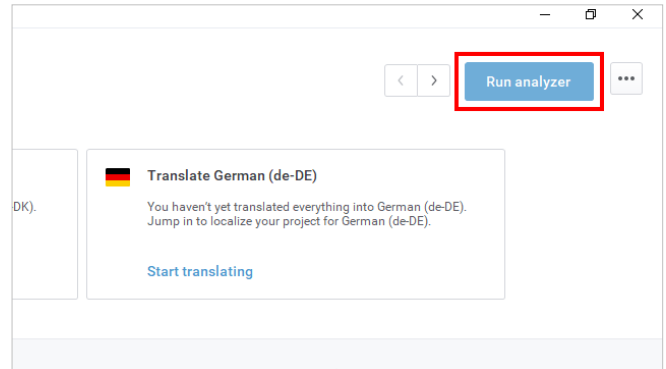 Run analyzer
Translate German (de-DE)
-DK).
You haven't yet translated everything into German (de-DE).
Jump in to localize your project for German (de-DE).
Start translating